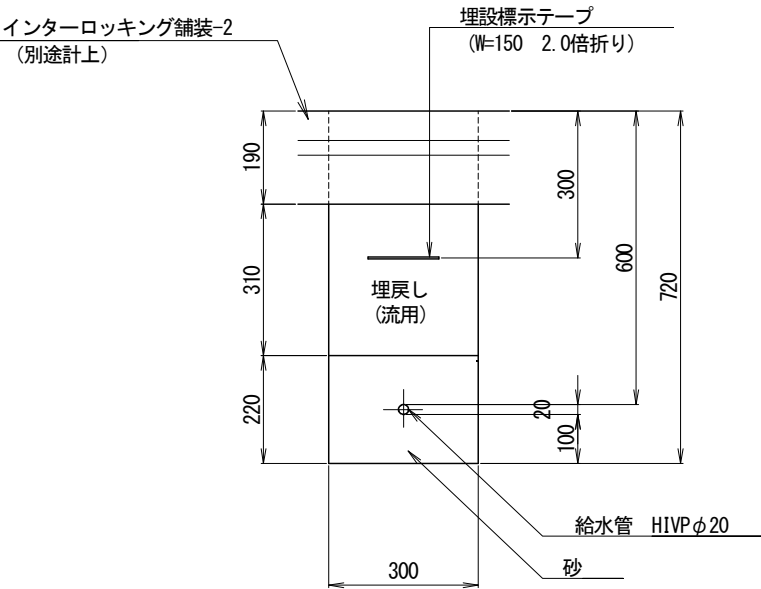 インターロッキング舗装-2
(別途計上)
埋設標示テープ
(W=150　2.0倍折り)
190
300
600
720
310
埋戻し
(流用)
220
20
100
給水管　HIVPφ20
砂
300